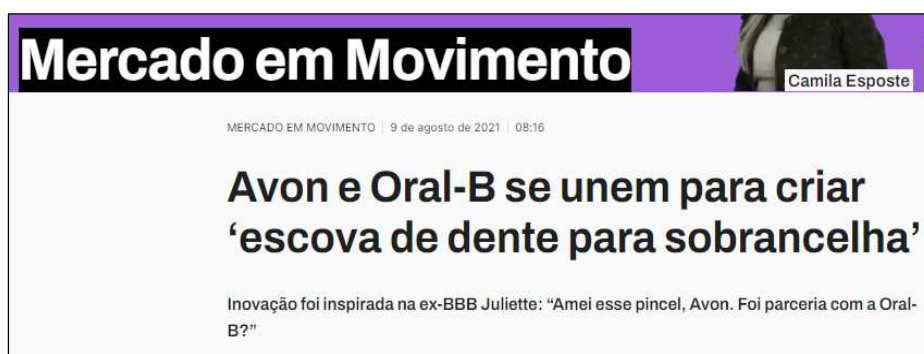 Mercado em Movimento
Camila Esposte
MERCADO EM MOVIMENTO | 9 de agosto de 2021 | 08:16
Avon e Oral-B se unem para criar
‘escova de dente para sobrancelha’
Inovação foi inspirada na ex-BBB Juliette: “Amei esse pincel, Avon. Foi parceria com a Oral-
B?”